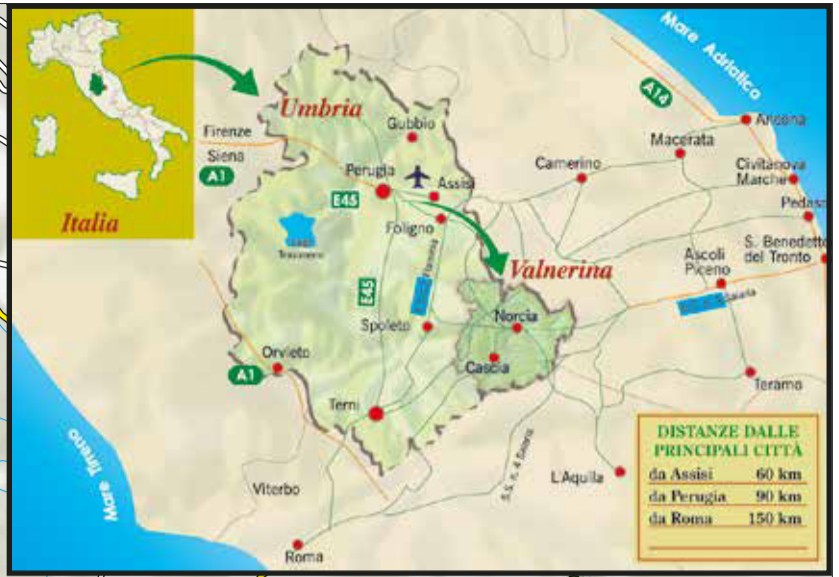 Italia
Umbria
Firenze
Siena
A1
Gubbio
Perugia
Assisi
E45
Foligno
Lago
Trasimeno
Valnerina
E45
Flaminia
Spoleto
Norcia
Cascia
Orvieto
A1
Terni
Viterbo
Roma
Mare Tirreno
Mare Adriatico
A14
Ancona
Macerata
Camerino
Civitanova
Marche
Pedaso
S. Benedetto
del Tronto
Ascoli
Piceno
Salaria
Teramo
L'Aquila
S.S. n. 4 Salaria
DISTANZE DALLE
PRINCIPALI CITTÀ
da Assisi 60 km
da Perugia 90 km
da Roma 150 km